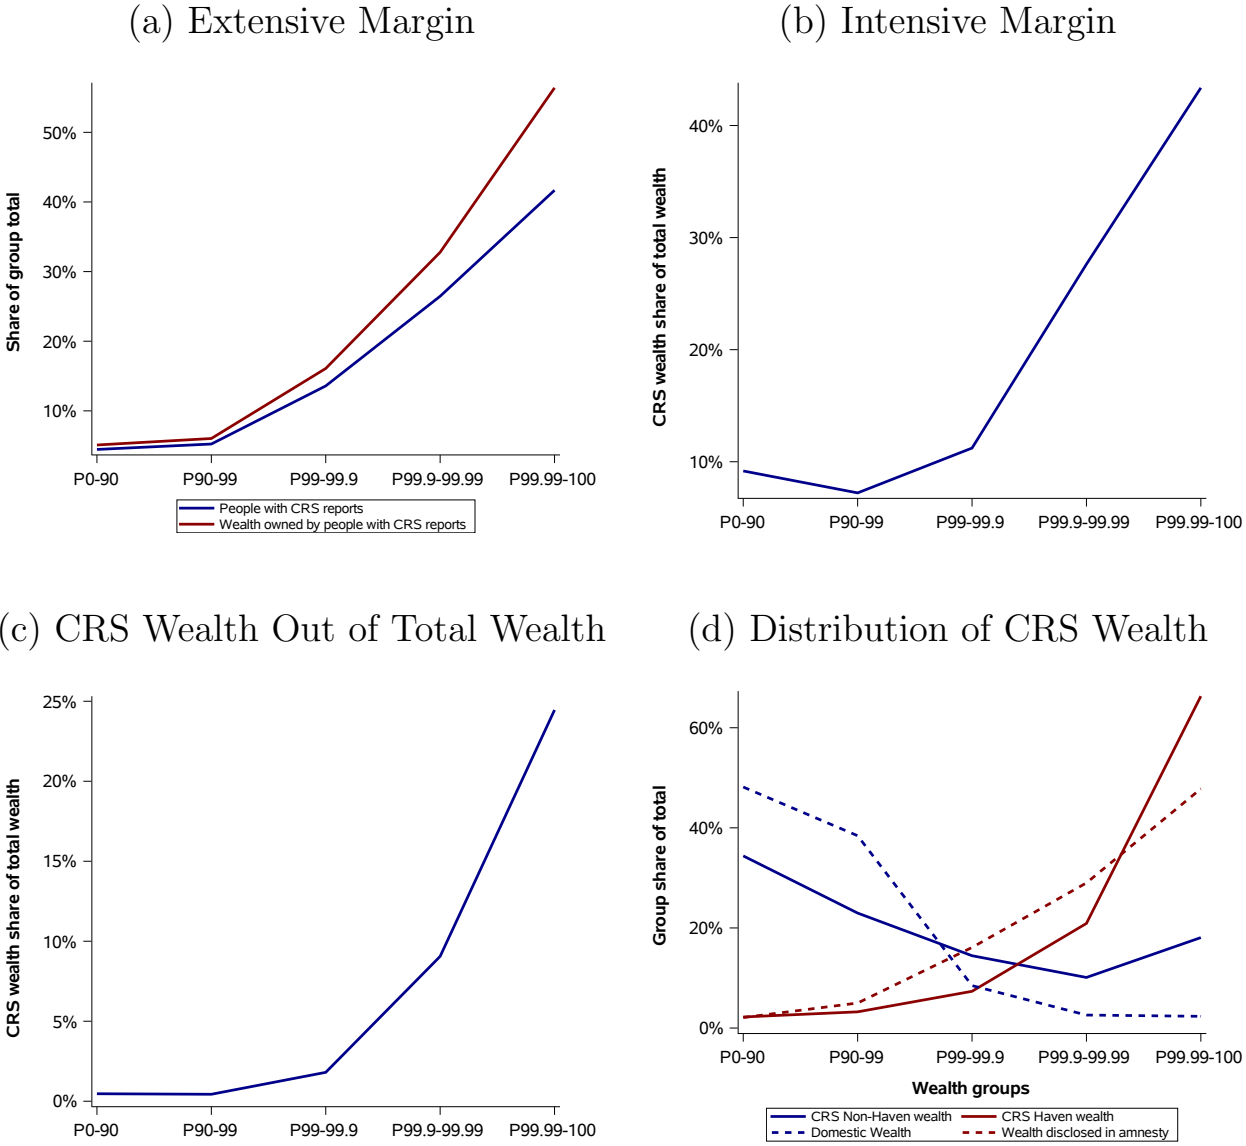 (a) Extensive Margin
Share of group total
50%
40%
30%
20%
10%
P0-90 P90-99 P99-99.9 P99.9-99.99 P99.99-100
People with CRS reports
Wealth owned by people with CRS reports
(b) Intensive Margin
CRS wealth share of total wealth
40%
30%
20%
10%
P0-90 P90-99 P99-99.9 P99.9-99.99 P99.99-100
(c) CRS Wealth Out of Total Wealth
CRS wealth share of total wealth
25%
20%
15%
10%
5%
0%
P0-90 P90-99 P99-99.9 P99.9-99.99 P99.99-100
(d) Distribution of CRS Wealth
Group share of total
60%
40%
20%
0%
P0-90 P90-99 P99-99.9 P99.9-99.99 P99.99-100
Wealth groups
CRS Non-Haven wealth CRS Haven wealth
Domestic Wealth Wealth disclosed in amnesty